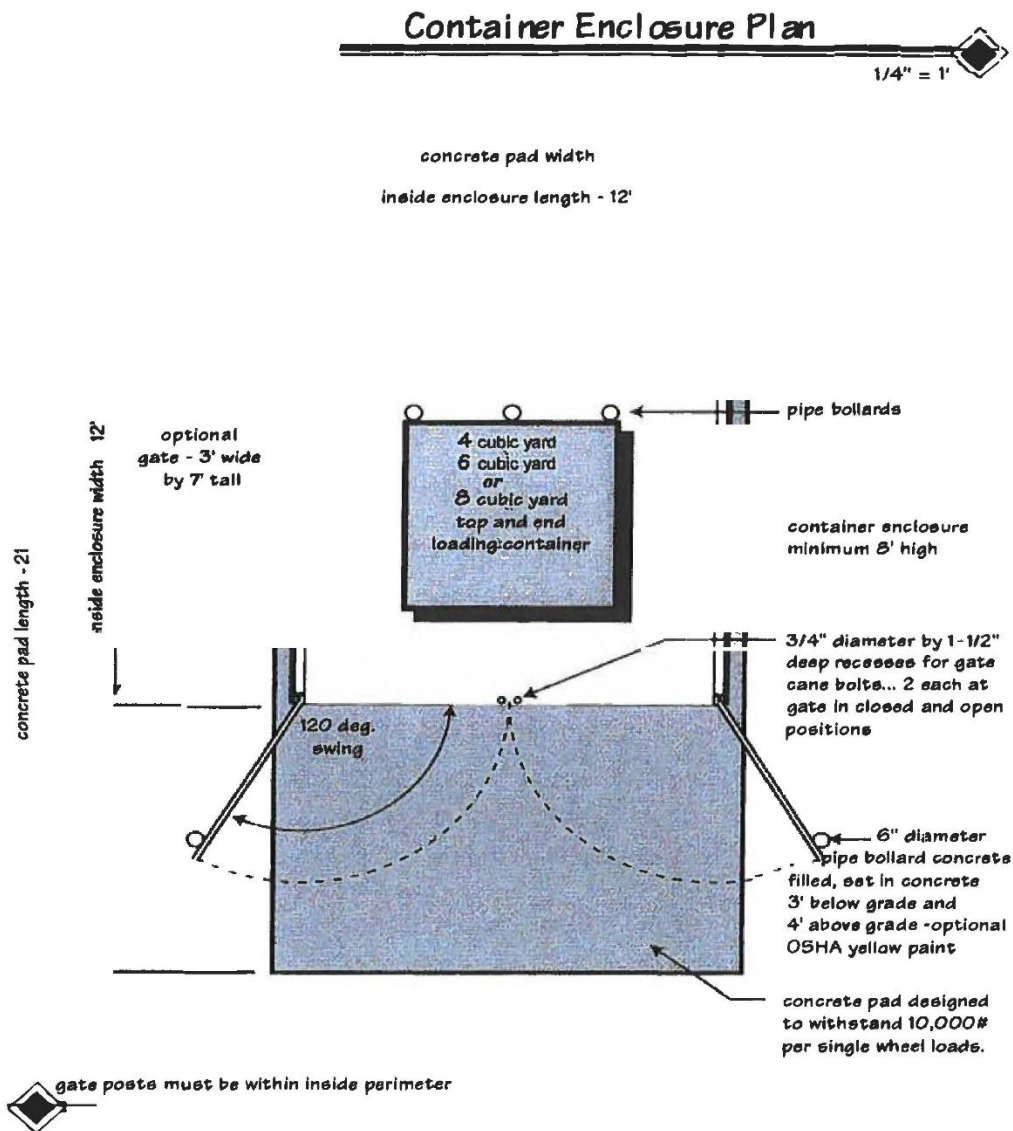 Container Enclosure Plan
1/4" = 1'
concrete pad width
inside enclosure length - 12'
pipe bollards
optional
gate - 3' wide
by 7' tall
4 cubic yard
6 cubic yard
or
8 cubic yard
top and end
loading container
container enclosure
minimum 8' high
concrete pad length - 21
nside enclosure width 12'
3/4" diameter by 1-1/2"
deep recesses for gate
cane bolts... 2 each at
gate in closed and open
positions
120 deg.
swing
6" diameter
pipe bollard concrete
filled, set in concrete
3' below grade and
4' above grade -optional
OSHA yellow paint
concrete pad designed
to withstand 10,000#
per single wheel loads.
gate posts must be within inside perimeter